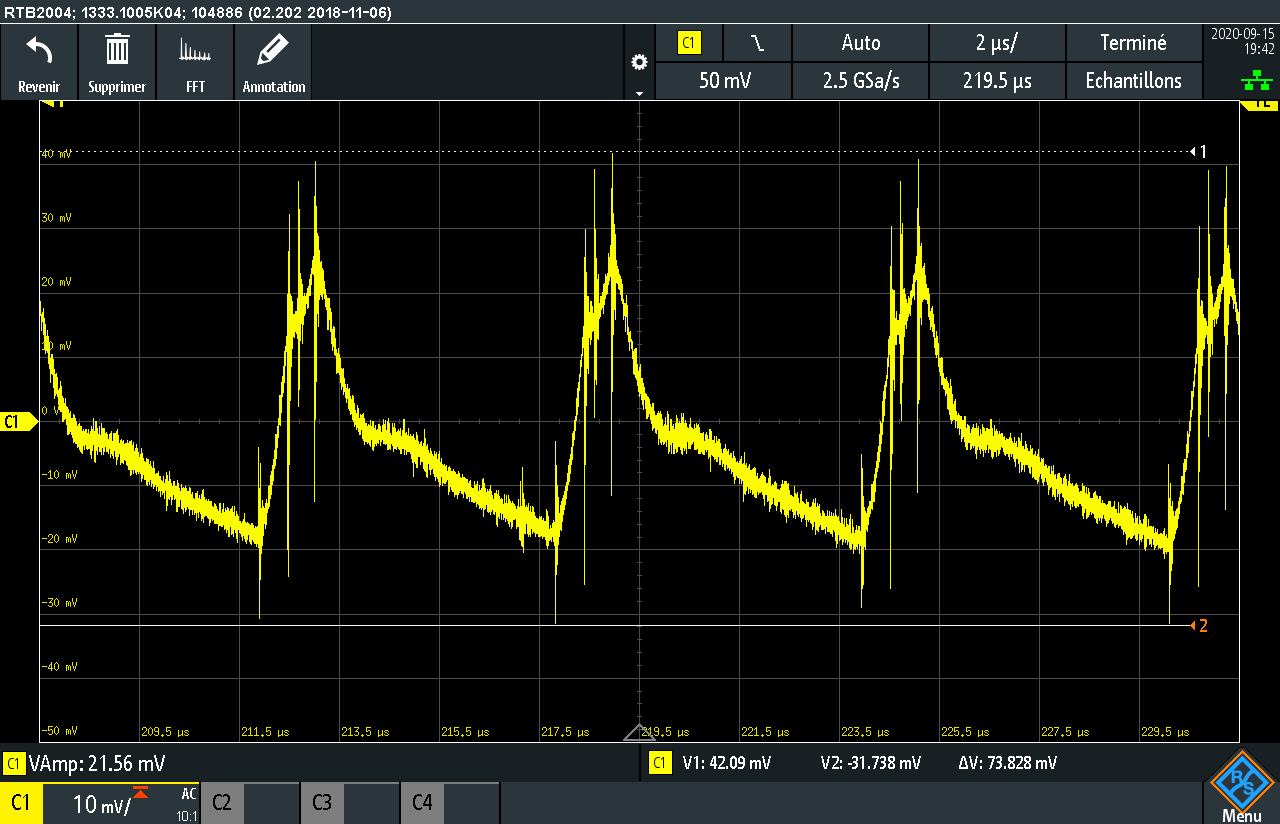 RTB2004; 1333.1005K04; 104886 (02.202 2018-11-06)
Revenir
Supprimer
FFT
Annotation
C1
Auto
2 µs/
Terminé
50 mV
2.5 GSa/s
219.5 µs
Echantillons
2020-09-15
19:42
40 mV
1
30 mV
20 mV
C1
0 V
-10 mV
-20 mV
-30 mV
2
-40 mV
-50 mV
209.5 µs
211.5 µs
213.5 µs
215.5 µs
217.5 µs
219.5 µs
221.5 µs
223.5 µs
225.5 µs
227.5 µs
229.5 µs
C1 VAmp: 21.56 mV
C1 V1: 42.09 mV V2: -31.738 mV ΔV: 73.828 mV
C1 10 mV/ AC 10:1
C2
C3
C4
R&S
Menu